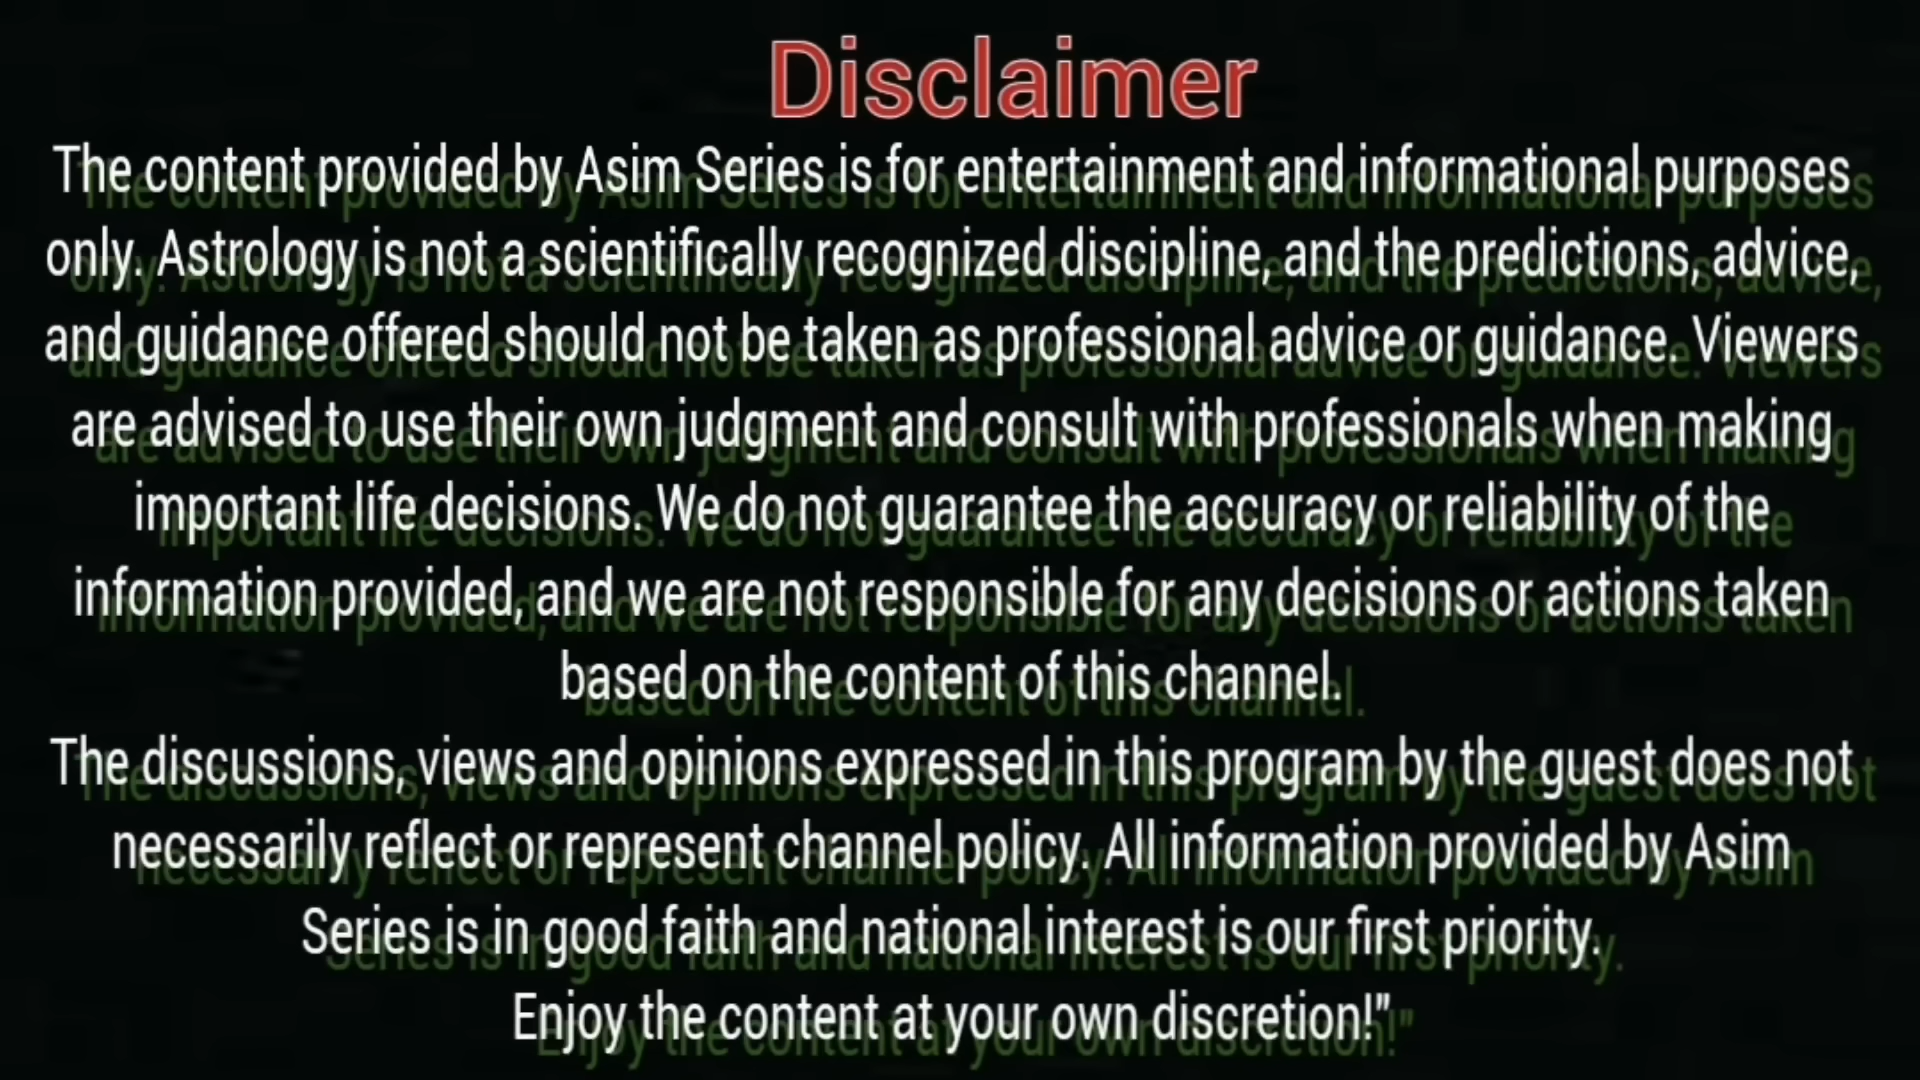 Disclaimer
The content provided by Asim Series is for entertainment and informational purposes
only. Astrology is not a scientifically recognized discipline, and the predictions, advice,
and guidance offered should not be taken as professional advice or guidance. Viewers
are advised to use their own judgment and consult with professionals when making
important life decisions. We do not guarantee the accuracy or reliability of the
information provided, and we are not responsible for any decisions or actions taken
based on the content of this channel.
The discussions, views and opinions expressed in this program by the guest does not
necessarily reflect or represent channel policy. All information provided by Asim
Series is in good faith and national interest is our first priority.
Enjoy the content at your own discretion!"